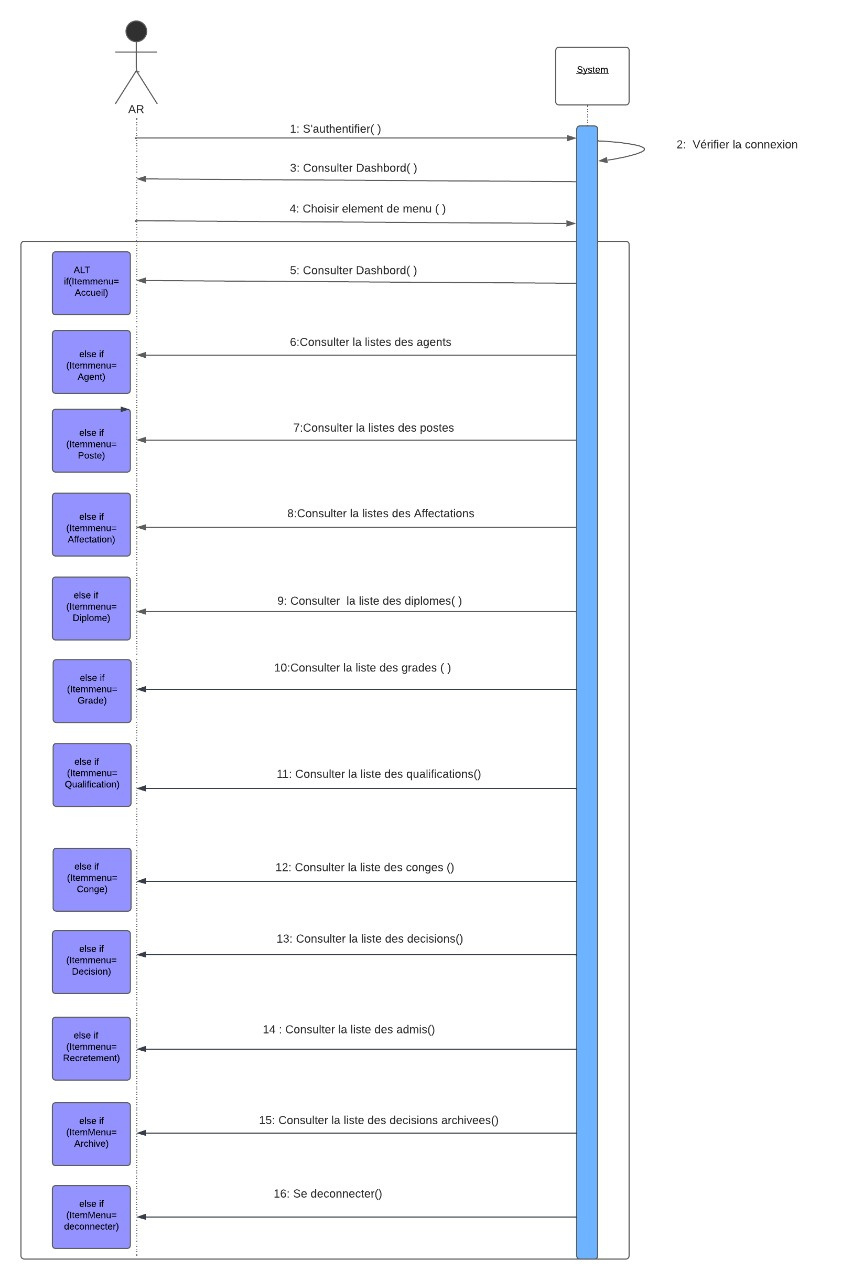 System
AR
1: S'authentifier( )
2:  Vérifier la connexion
3: Consulter Dashbord( )
4: Choisir element de menu ( )
ALT
if(Itemmenu=
Accueil)
5: Consulter Dashbord( )
else if
(Itemmenu=
Agent)
6:Consulter la listes des agents
else if
(Itemmenu=
Poste)
7:Consulter la listes des postes
else if
(Itemmenu=
Affectation)
8:Consulter la listes des Affectations
else if
(Itemmenu=
Diplome)
9: Consulter  la liste des diplomes( )
else if
(Itemmenu=
Grade)
10:Consulter la liste des grades ( )
else if
(Itemmenu=
Qualification)
11: Consulter la liste des qualifications()
else if
(Itemmenu=
Conge)
12: Consulter la liste des conges ()
else if
(Itemmenu=
Decision)
13: Consulter la liste des decisions()
else if
(Itemmenu=
Recretement)
14 : Consulter la liste des admis()
else if
(ItemMenu=
Archive)
15: Consulter la liste des decisions archivees()
else if
(ItemMenu=
deconnecter)
16: Se deconnecter()